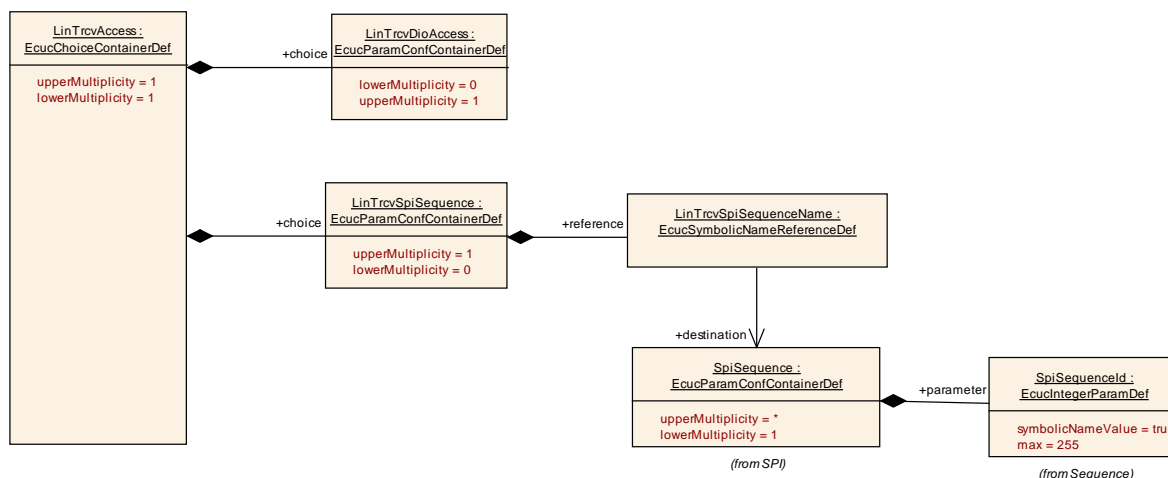 LinTrcvAccess :
EcucChoiceContainerDef
upperMultiplicity = 1
lowerMultiplicity = 1
+choice
LinTrcvDioAccess :
EcucParamConfContainerDef
lowerMultiplicity = 0
upperMultiplicity = 1
+choice
LinTrcvSpiSequence :
EcucParamConfContainerDef
upperMultiplicity = 1
lowerMultiplicity = 0
+reference
LinTrcvSpiSequenceName :
EcucSymbolicNameReferenceDef
+destination
SpiSequence :
EcucParamConfContainerDef
upperMultiplicity = *
lowerMultiplicity = 1
(from SPI)
+parameter
SpiSequenceId :
EcucIntegerParamDef
symbolicNameValue = tru
max = 255
(from Sequence)